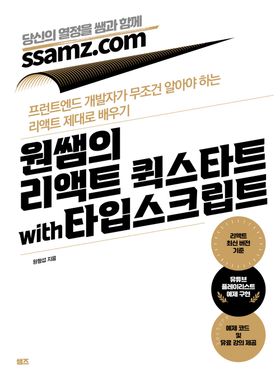 당신의 열정을 쌤과 함께
ssamz.com
프런트엔드 개발자가 무조건 알아야 하는
리액트 제대로 배우기
원쌤의
리액트 퀵스타트
with타입스크립트
원형섭 지음
리액트
최신 버전
기준
유튜브
플레이리스트
예제 구현
예제 코드
및
유료 강의 제공
쌤즈